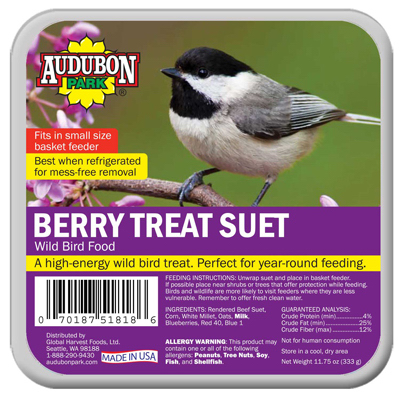 AUDUBON
PARK®
Fits in small size
basket feeder
Best when refrigerated
for mess-free removal
BERRY TREAT SUET
Wild Bird Food
A high-energy wild bird treat. Perfect for year-round feeding.
FEEDING INSTRUCTIONS: Unwrap suet and place in basket feeder.
If possible place near shrubs or trees that offer protection while feeding.
Birds and wildlife are more likely to visit feeders where they are less
vulnerable. Remember to offer fresh clean water.
INGREDIENTS: Rendered Beef Suet,
Corn, White Millet, Oats, Milk,
Blueberries, Red 40, Blue 1
ALLERGY WARNING: This product may
contain one or all of the following
allergens: Peanuts, Tree Nuts, Soy,
Fish, and Shellfish.
GUARANTEED ANALYSIS:
Crude Protein (min)....................4%
Crude Fat (min)........................25%
Crude Fiber (max).....................12%
Not for human consumption
Store in a cool, dry area
Net Weight 11.75 oz (333 g)
0 70187 51818 6
Distributed by
Global Harvest Foods, Ltd.
Seattle, WA 98188
1-888-290-9430
audubonpark.com
MADE IN USA